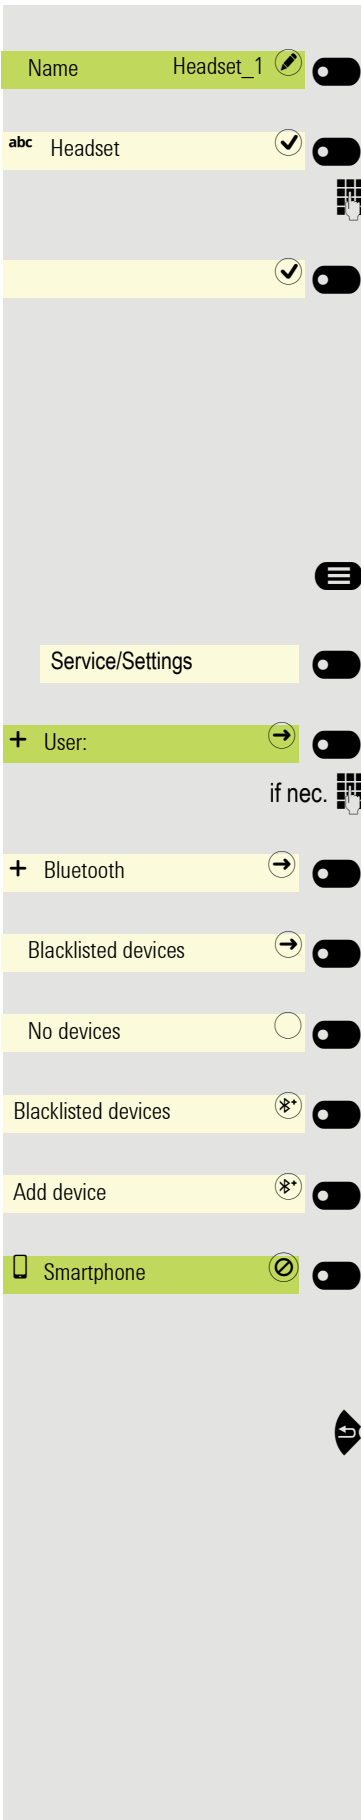 Name Headset_1
abc Headset
Service/Settings
+ User:
if nec.
+ Bluetooth
Blacklisted devices
No devices
Blacklisted devices
Add device
Smartphone